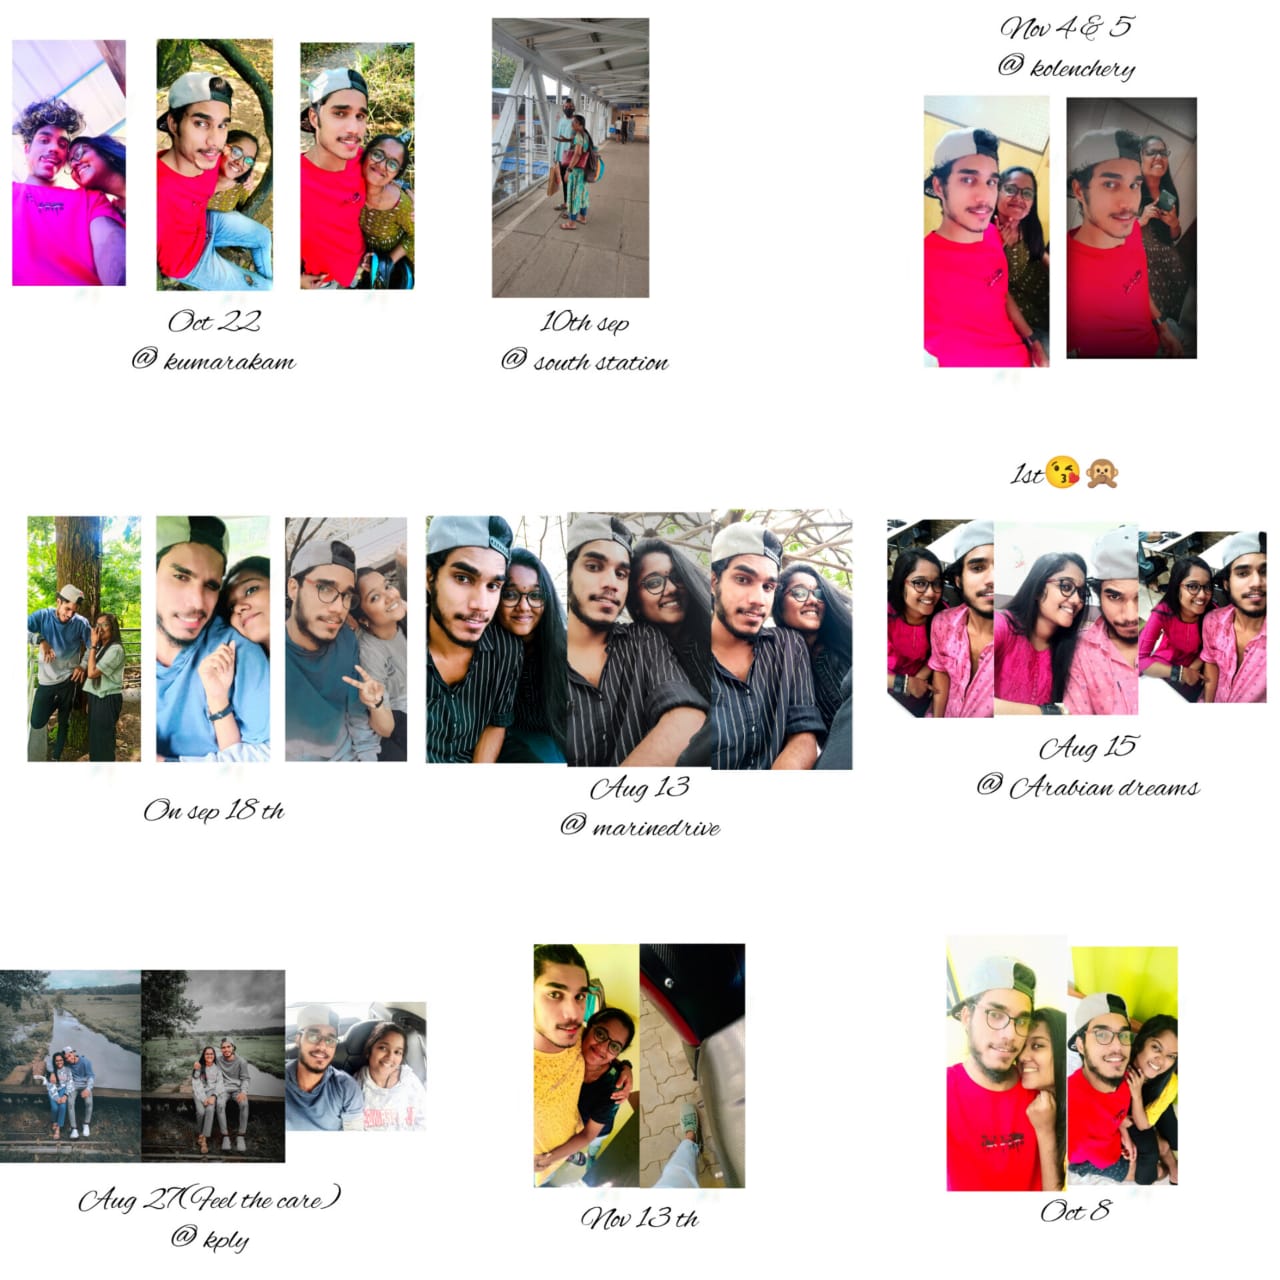 Nov 4 & 5
@ kolenchery
Oct 22
@ kumarakam
10th sep
@ south station
1st😘🙊
On sep 18 th
Aug 13
@ marinedrive
Aug 15
@ Arabian dreams
Aug 27(Feel the care)
@ kply
Nov 13 th
Oct 8